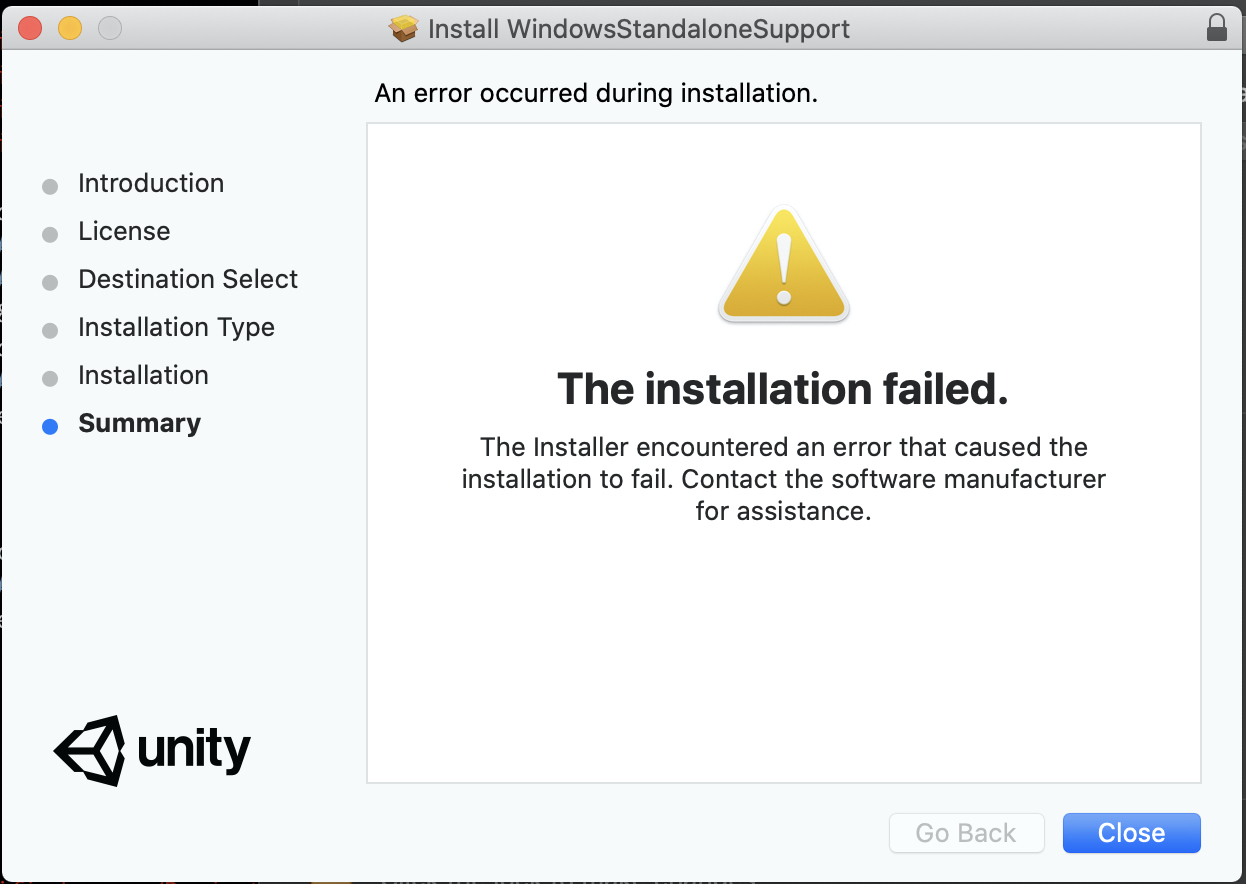 Install WindowsStandaloneSupport
An error occurred during installation.
Introduction
License
Destination Select
Installation Type
Installation
Summary
The installation failed.
The Installer encountered an error that caused the
installation to fail. Contact the software manufacturer
for assistance.
unity
Go Back
Close